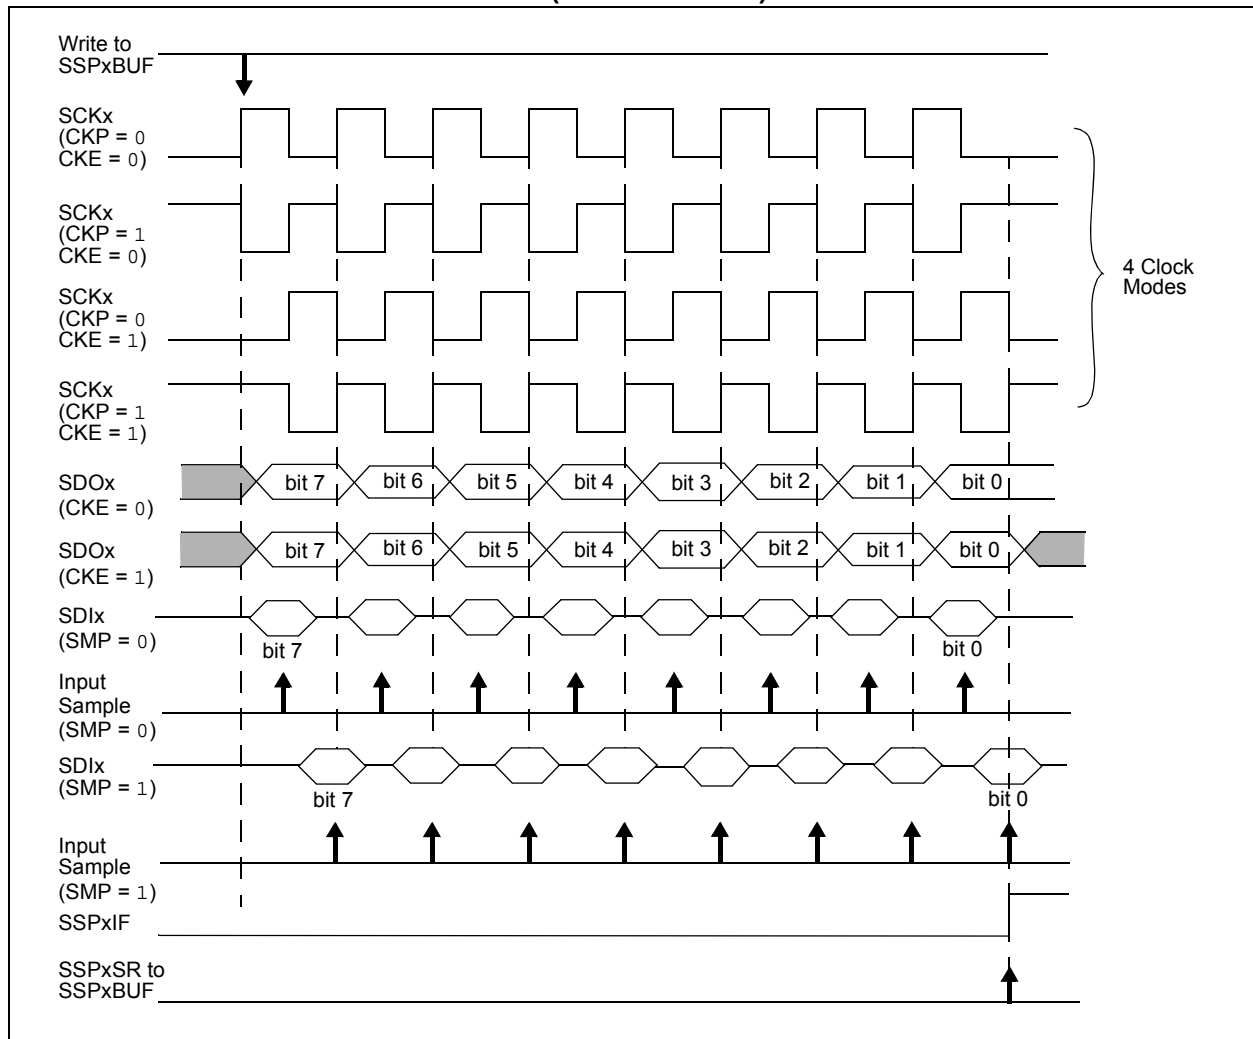 Write to
SSPxBUF
SCKx
(CKP = 0
CKE = 0)
SCKx
(CKP = 1
CKE = 0)
SCKx
(CKP = 0
CKE = 1)
SCKx
(CKP = 1
CKE = 1)
4 Clock
Modes
SDOx
(CKE = 0)
bit 7 bit 6 bit 5 bit 4 bit 3 bit 2 bit 1 bit 0
SDOx
(CKE = 1)
bit 7 bit 6 bit 5 bit 4 bit 3 bit 2 bit 1 bit 0
SDIx
(SMP = 0)
bit 7 bit 0
Input
Sample
(SMP = 0)
SDIx
(SMP = 1)
bit 7 bit 0
Input
Sample
(SMP = 1)
SSPxIF
SSPxSR to
SSPxBUF